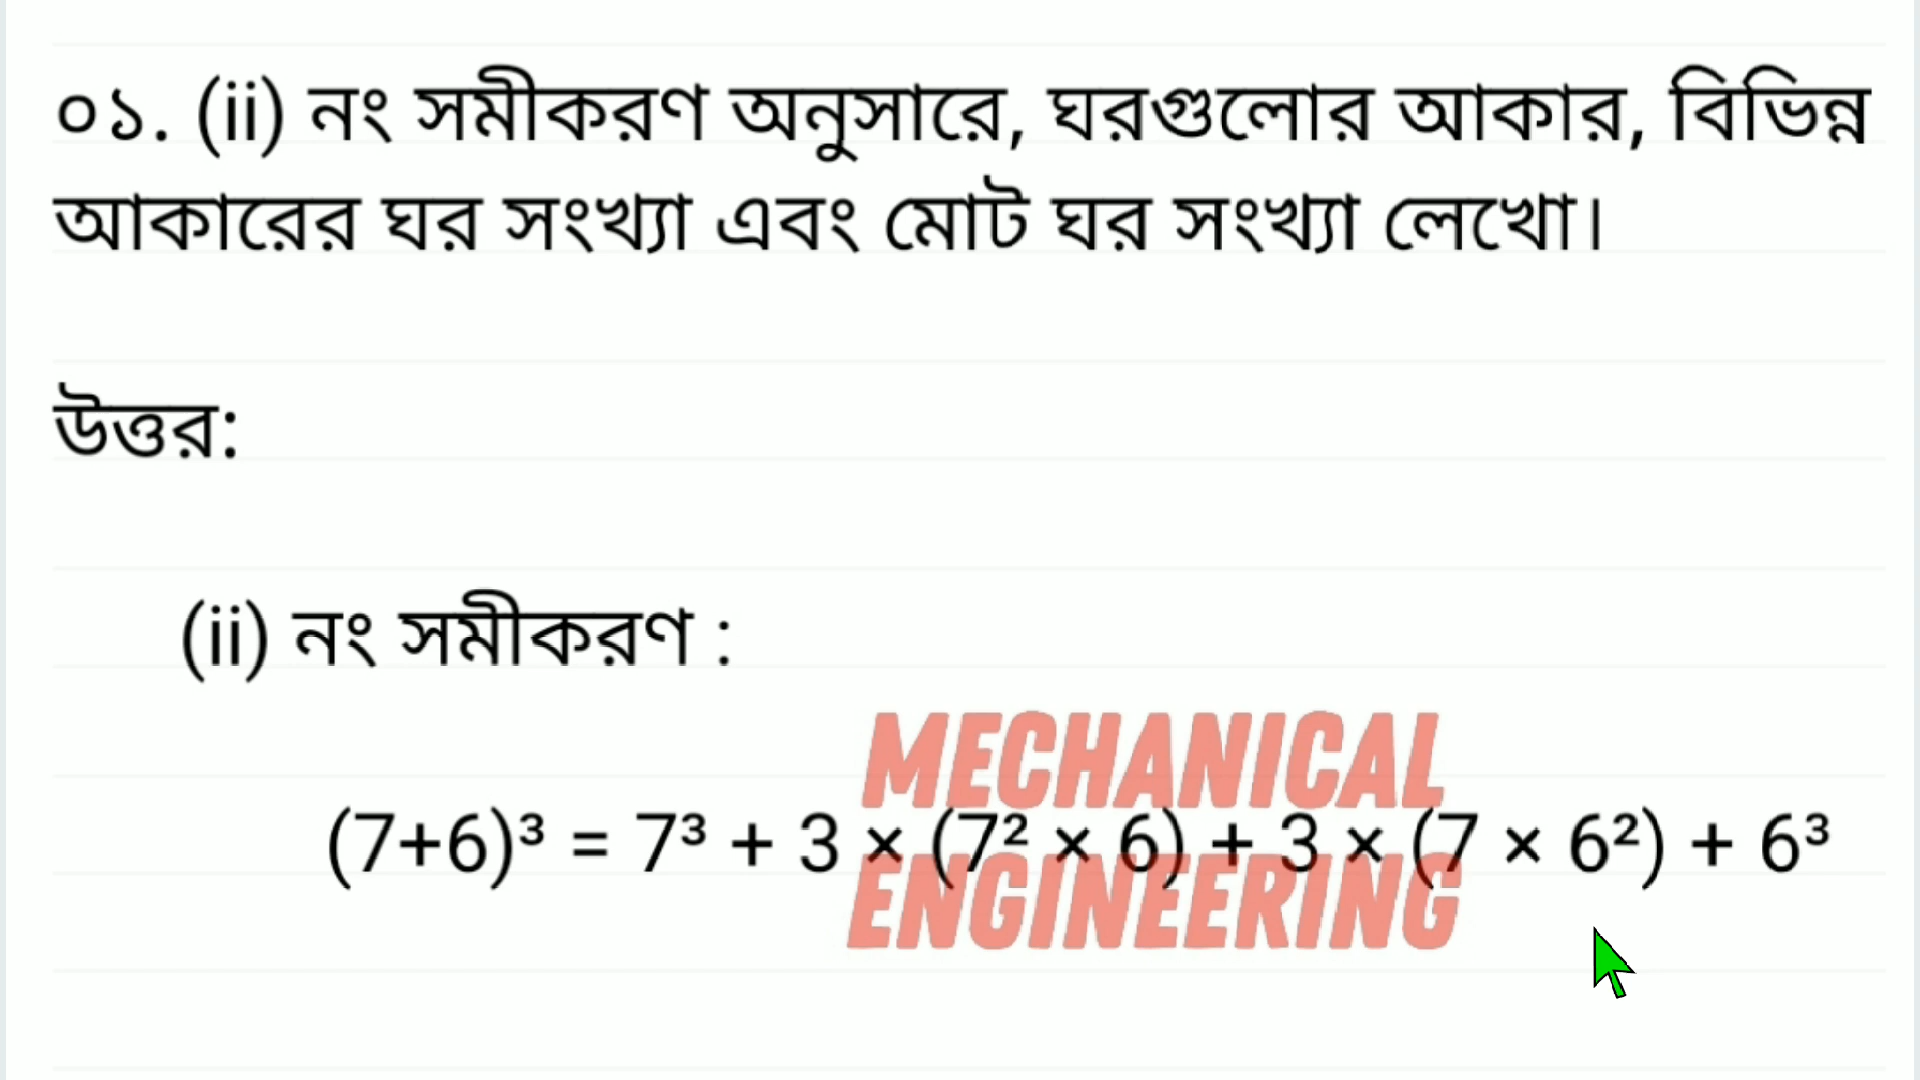 ০১. (ii) নং সমীকরণ অনুসারে, ঘরগুলোর আকার, বিভিন্ন
আকারের ঘর সংখ্যা এবং মোট ঘর সংখ্যা লেখো।
উত্তর:
(ii) নং সমীকরণ :
MECHANICAL
(7+6)³ = 7³ + 3 × (7² × 6) + 3 × (7 × 6²) + 6³
ENGINEERING